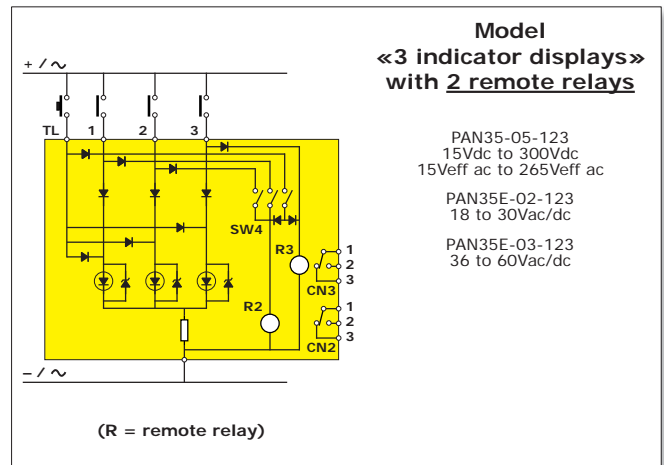 Model
«3 indicator displays»
with 2 remote relays
PAN35-05-123
15Vdc to 300Vdc
15Veff ac to 265Veff ac
PAN35E-02-123
18 to 30Vac/dc
PAN35E-03-123
36 to 60Vac/dc
+ / ~
TL 1 2 3
SW4
R3
1
2
3
CN3
R2
1
2
3
CN2
− / ~
(R = remote relay)